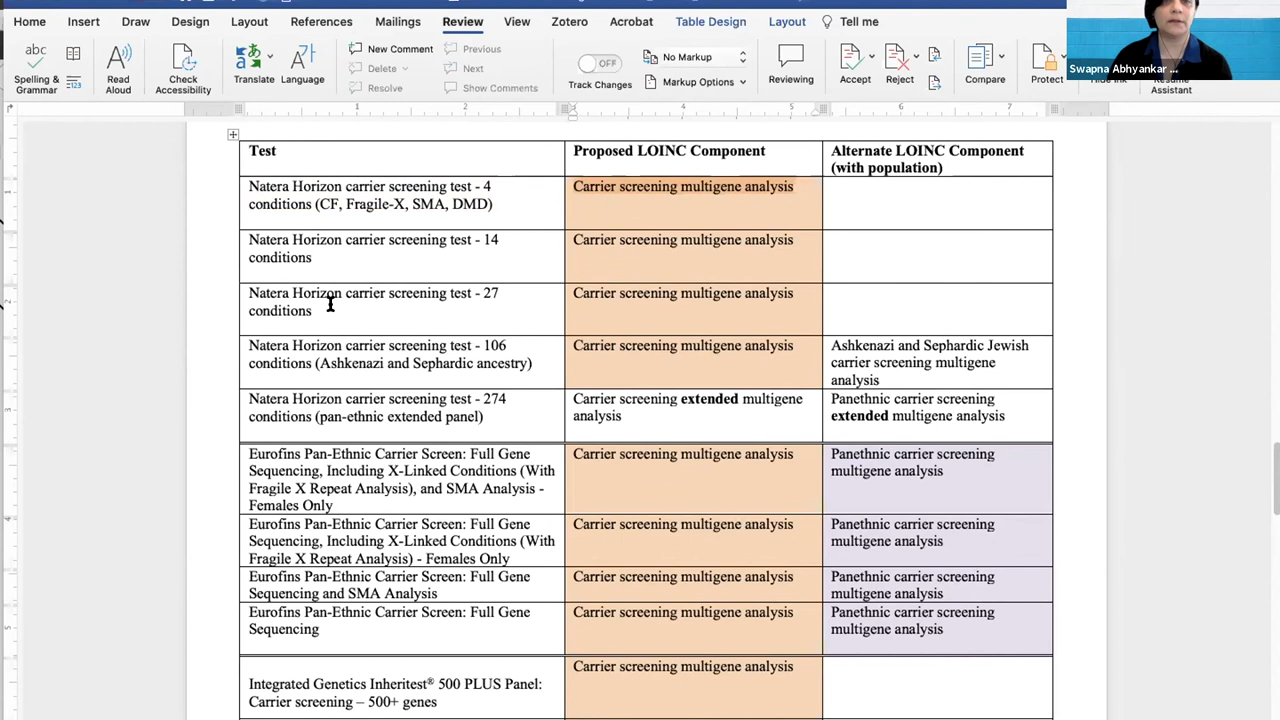 Home Insert Draw Design Layout References Mailings Review View Zotero Acrobat Table Design Layout Tell me
Spelling & Grammar
Read Aloud
Check Accessibility
Translate
Language
New Comment
Delete
Resolve
Previous
Next
Show Comments
OFF
Track Changes
No Markup
Markup Options
Reviewing
Accept
Reject
Compare
Protect
Hide Ink
Resume Assistant
Swapna Abhyankar ...
1 2 3 4 5 6 7
Test
Proposed LOINC Component
Alternate LOINC Component
(with population)
Natera Horizon carrier screening test - 4
conditions (CF, Fragile-X, SMA, DMD)
Carrier screening multigene analysis
Natera Horizon carrier screening test - 14
conditions
Carrier screening multigene analysis
Natera Horizon carrier screening test - 27
conditions
Carrier screening multigene analysis
Natera Horizon carrier screening test - 106
conditions (Ashkenazi and Sephardic ancestry)
Carrier screening multigene analysis
Ashkenazi and Sephardic Jewish
carrier screening multigene
analysis
Natera Horizon carrier screening test - 274
conditions (pan-ethnic extended panel)
Carrier screening extended multigene
analysis
Panethnic carrier screening
extended multigene analysis
Eurofins Pan-Ethnic Carrier Screen: Full Gene
Sequencing, Including X-Linked Conditions (With
Fragile X Repeat Analysis), and SMA Analysis -
Females Only
Carrier screening multigene analysis
Panethnic carrier screening
multigene analysis
Eurofins Pan-Ethnic Carrier Screen: Full Gene
Sequencing, Including X-Linked Conditions (With
Fragile X Repeat Analysis) - Females Only
Carrier screening multigene analysis
Panethnic carrier screening
multigene analysis
Eurofins Pan-Ethnic Carrier Screen: Full Gene
Sequencing and SMA Analysis
Carrier screening multigene analysis
Panethnic carrier screening
multigene analysis
Eurofins Pan-Ethnic Carrier Screen: Full Gene
Sequencing
Carrier screening multigene analysis
Panethnic carrier screening
multigene analysis
Integrated Genetics Inheritest® 500 PLUS Panel:
Carrier screening – 500+ genes
Carrier screening multigene analysis